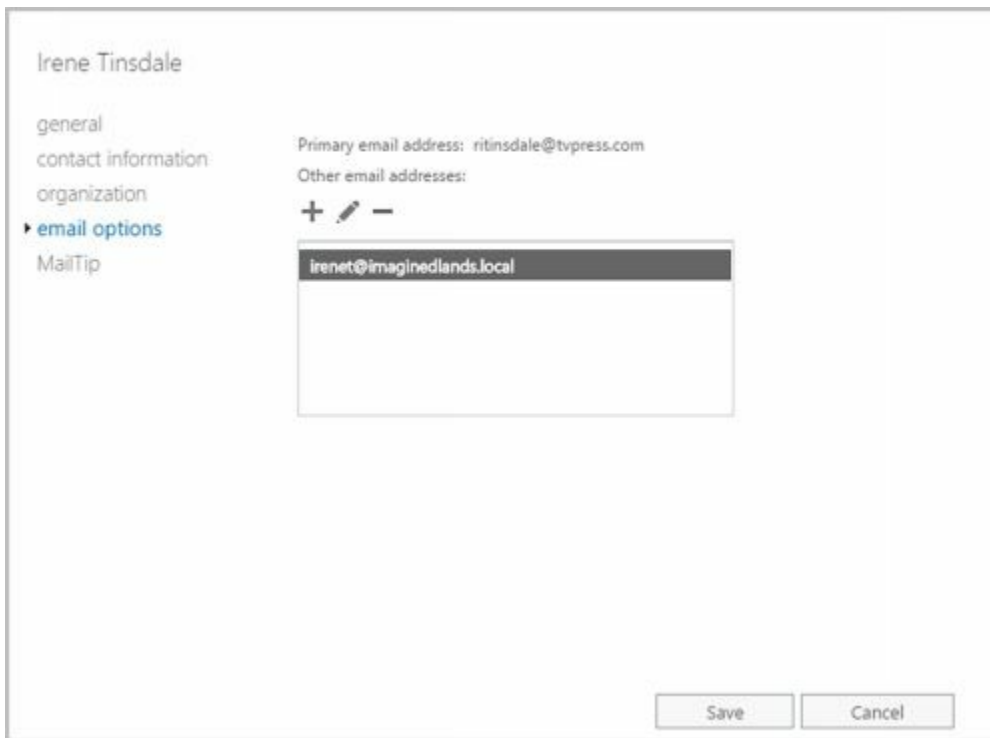 Irene Tinsdale
general
contact information
organization
email options
MailTip
Primary email address: ritinsdale@tvpress.com
Other email addresses:
irenet@imaginedlands.local
Save
Cancel